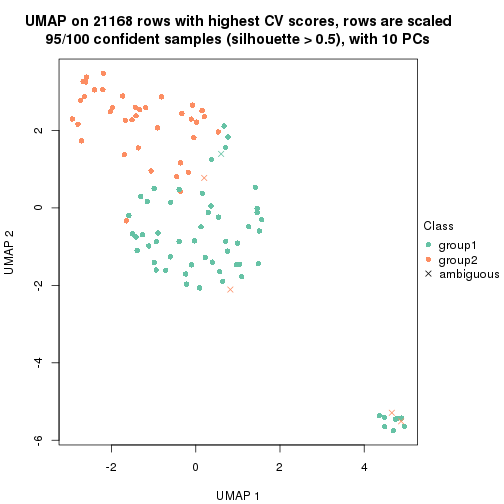 UMAP on 21168 rows with highest CV scores, rows are scaled
95/100 confident samples (silhouette > 0.5), with 10 PCs
2
0
-2
-4
-6
UMAP 2
-2
0
2
4
UMAP 1
Class
group1
group2
ambiguous